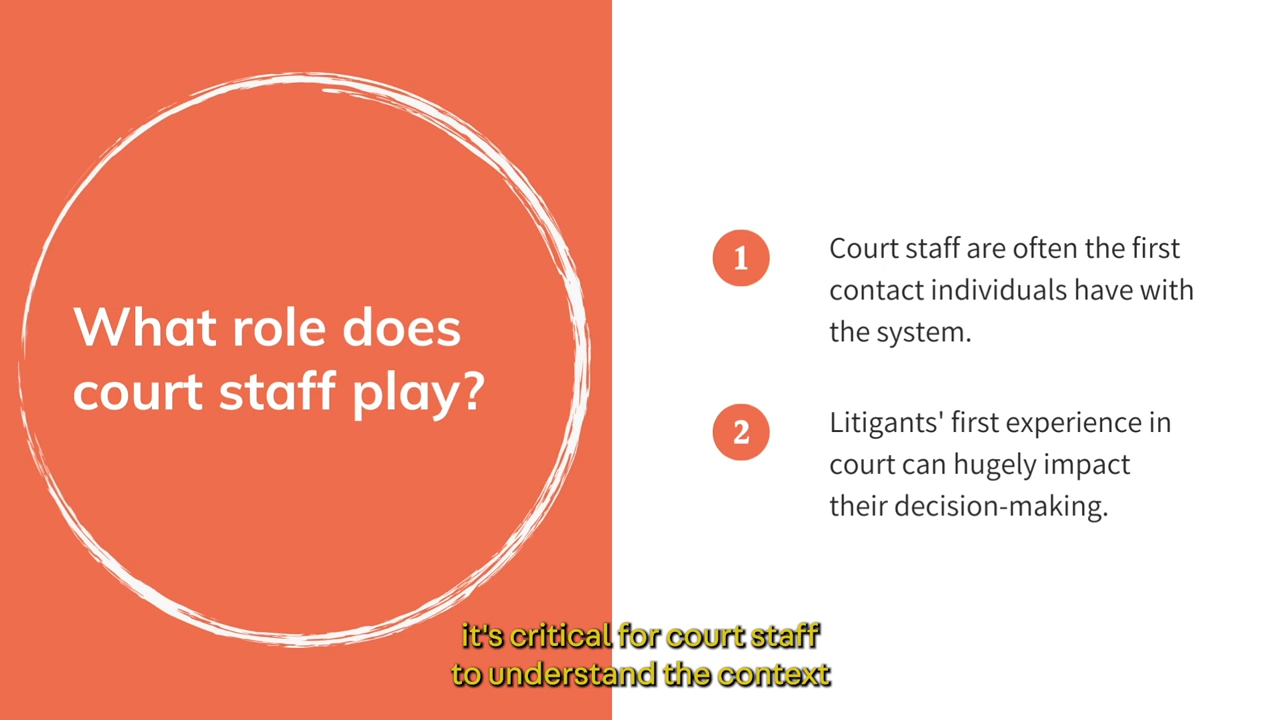 What role does
court staff play?
1
Court staff are often the first
contact individuals have with
the system.
2
Litigants' first experience in
court can hugely impact
their decision-making.
it's critical for court staff
to understand the context